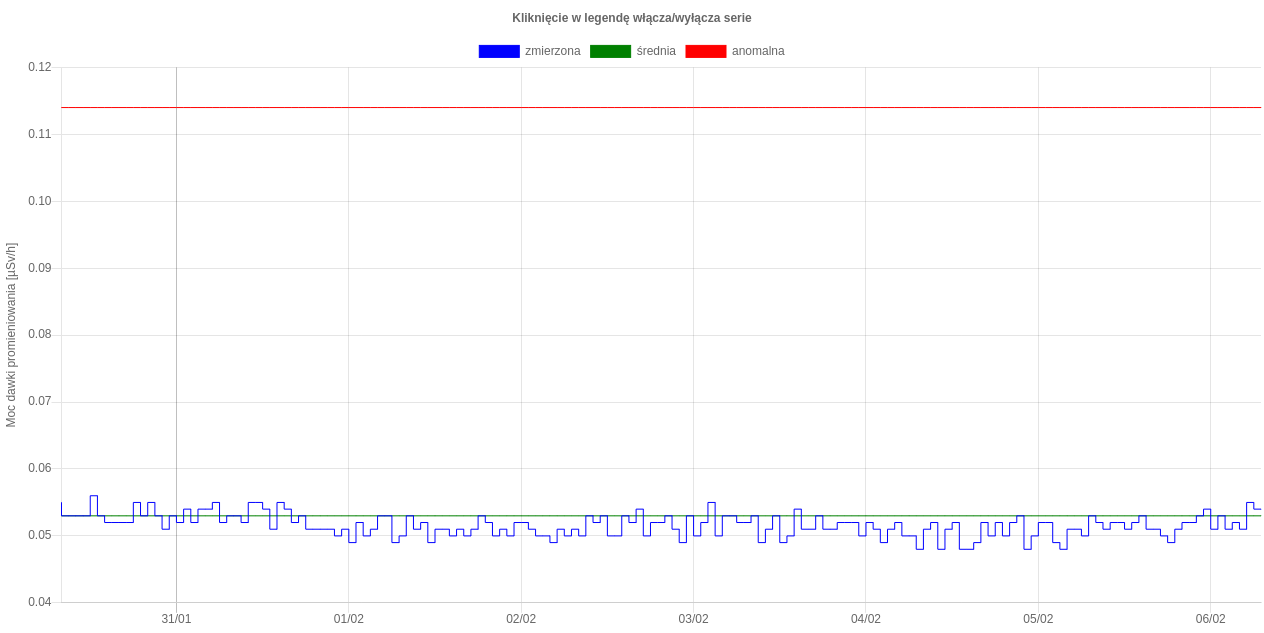 Kliknięcie w legendę włącza/wyłącza serie
zmierzona średnia anomalna
Moc dawki promieniowania [µSv/h]
0.12
0.11
0.10
0.09
0.08
0.07
0.06
0.05
0.04
31/01 01/02 02/02 03/02 04/02 05/02 06/02